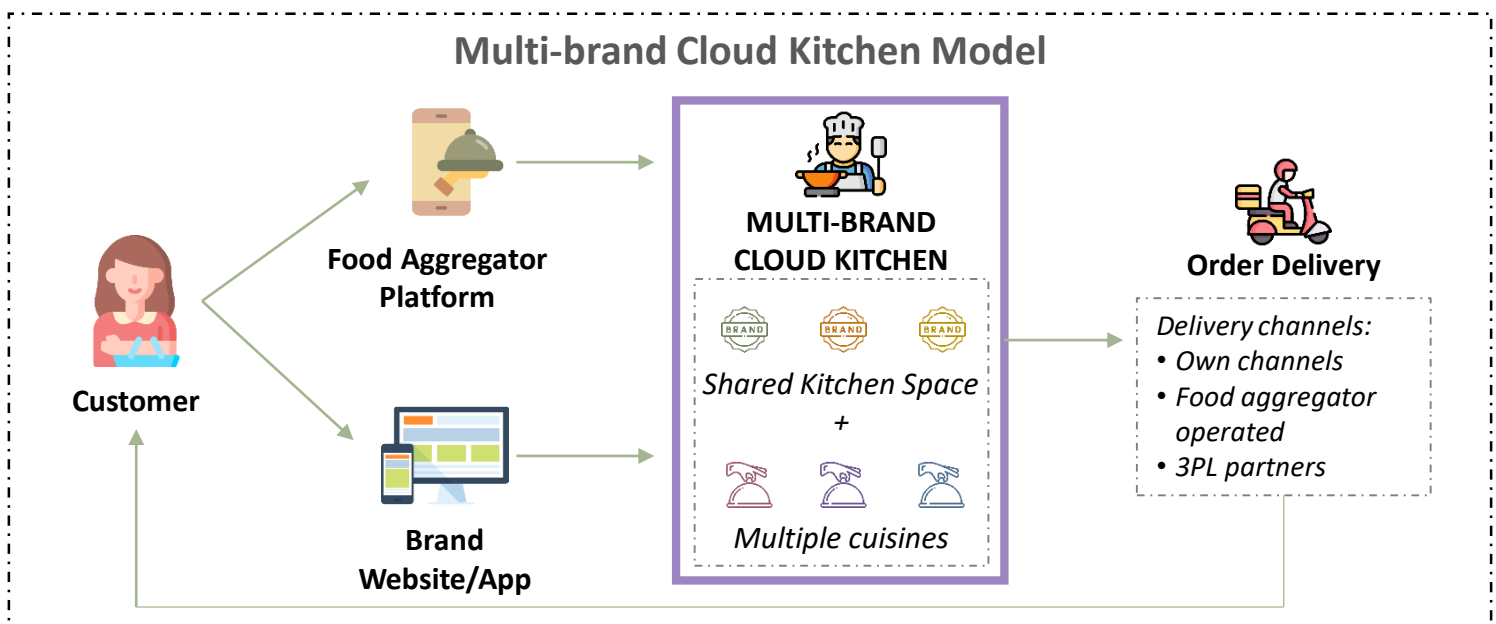 Multi-brand Cloud Kitchen Model
Food Aggregator
Platform
Customer
Brand
Website/App
MULTI-BRAND
CLOUD KITCHEN
BRAND
BRAND
BRAND
Shared Kitchen Space
+
Multiple cuisines
Order Delivery
Delivery channels:
• Own channels
• Food aggregator
operated
• 3PL partners